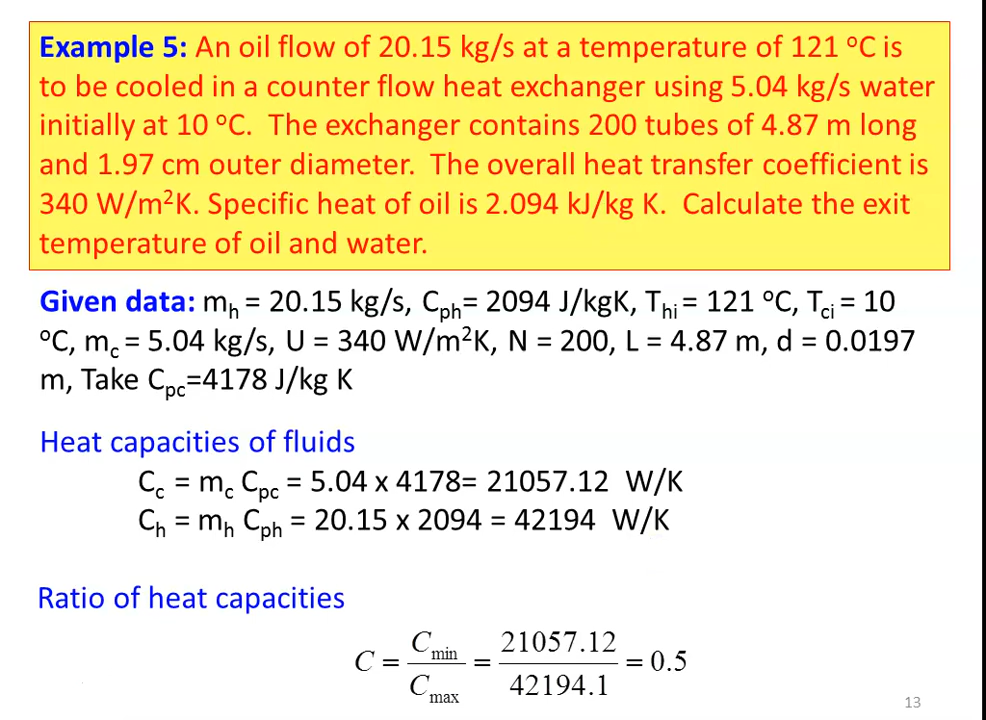 Example 5: An oil flow of 20.15 kg/s at a temperature of 121 ᵒC is
to be cooled in a counter flow heat exchanger using 5.04 kg/s water
initially at 10 ᵒC. The exchanger contains 200 tubes of 4.87 m long
and 1.97 cm outer diameter. The overall heat transfer coefficient is
340 W/m²K. Specific heat of oil is 2.094 kJ/kg K. Calculate the exit
temperature of oil and water.
Given data: mh = 20.15 kg/s, Cph= 2094 J/kgK, Thi = 121 ᵒC, Tci = 10
ᵒC, mc = 5.04 kg/s, U = 340 W/m²K, N = 200, L = 4.87 m, d = 0.0197
m, Take Cpc=4178 J/kg K
Heat capacities of fluids
Cc = mc Cpc = 5.04 x 4178= 21057.12 W/K
Ch = mh Cph = 20.15 x 2094 = 42194 W/K
Ratio of heat capacities
C = Cmin / Cmax = 21057.12 / 42194.1 = 0.5
13